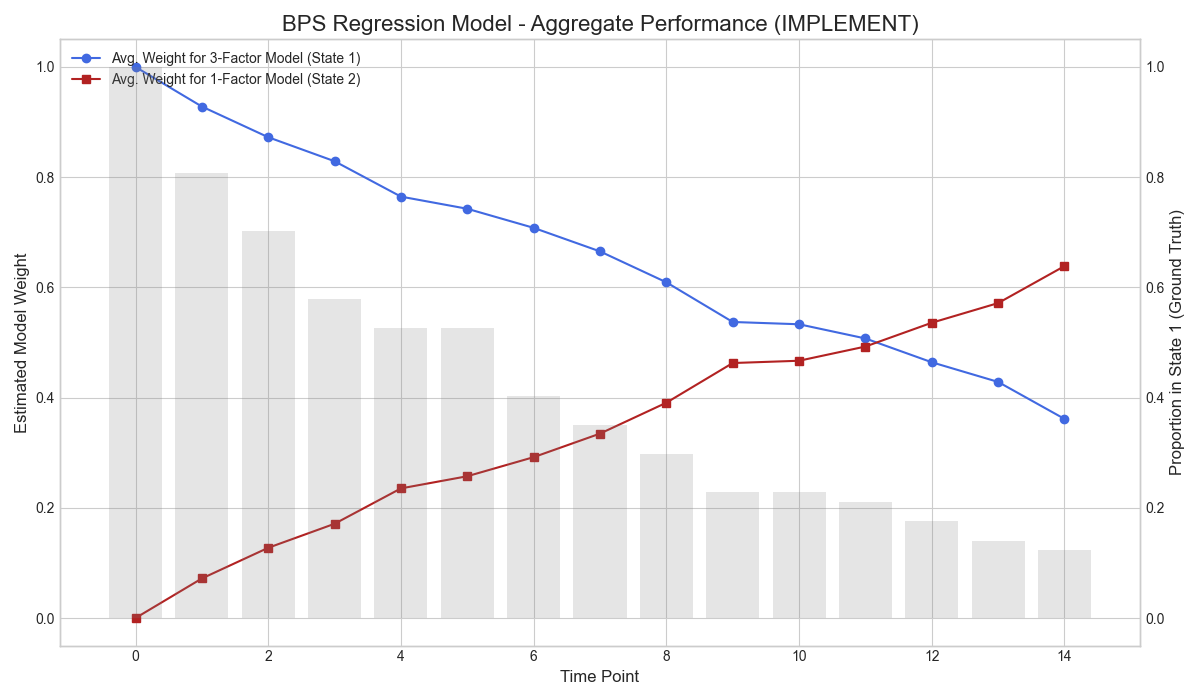 BPS Regression Model - Aggregate Performance (IMPLEMENT)
Avg. Weight for 3-Factor Model (State 1)
Avg. Weight for 1-Factor Model (State 2)
Estimated Model Weight
1.0
0.8
0.6
0.4
0.2
0.0
1.0
0.8
0.6
0.4
0.2
0.0
Proportion in State 1 (Ground Truth)
0 2 4 6 8 10 12 14
Time Point